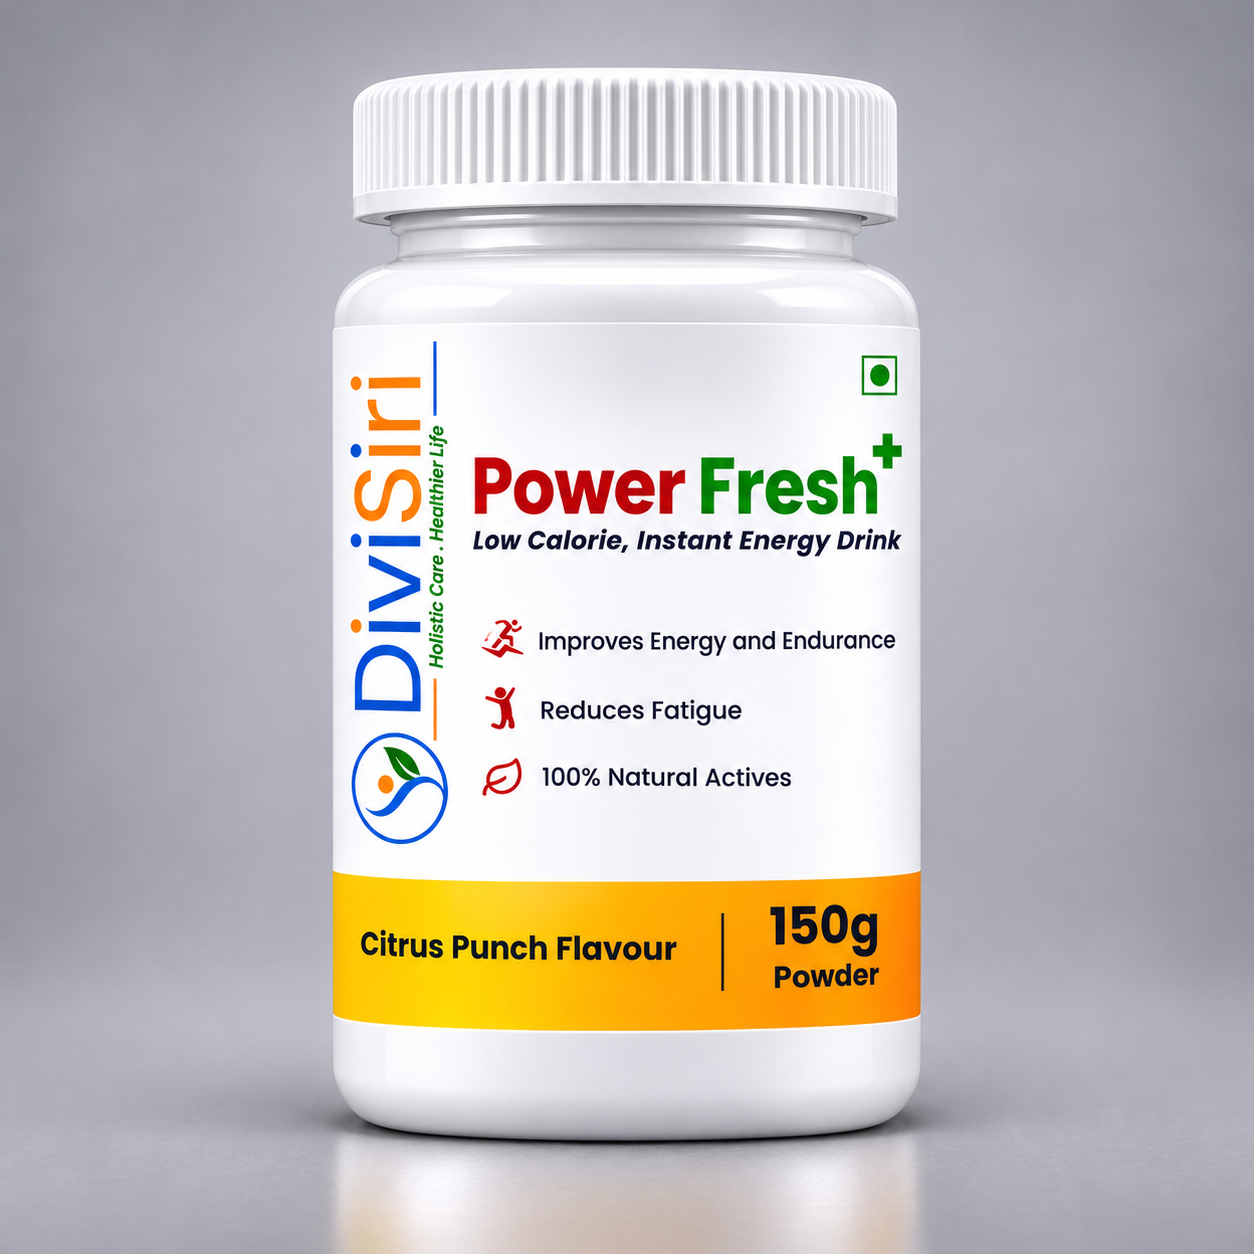 DiviSiri
Holistic Care . Healthier Life
Power Fresh+
Low Calorie, Instant Energy Drink
Improves Energy and Endurance
Reduces Fatigue
100% Natural Actives
Citrus Punch Flavour
150g
Powder